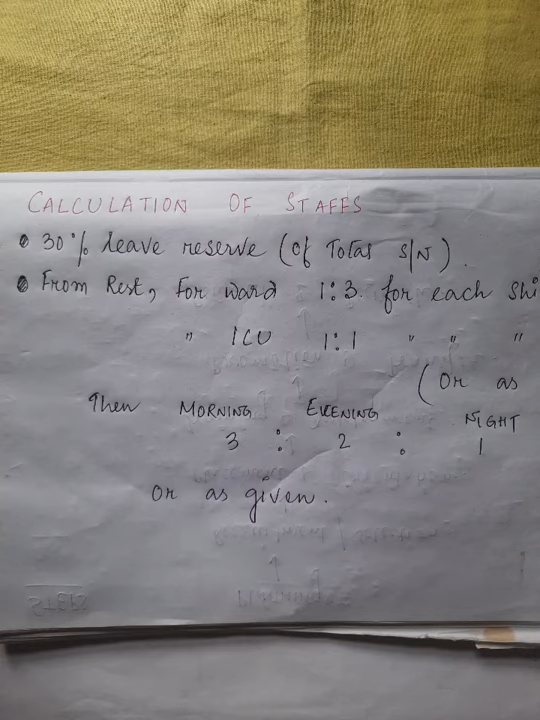 CALCULATION OF STAFFS
30% leave reserve (Of Total S/N).
From Rest, For ward 1:3 for each Shi
" ICU 1:1 " " "
(Or as
Then MORNING EVENING NIGHT
3 : 2 : 1
Or as given.